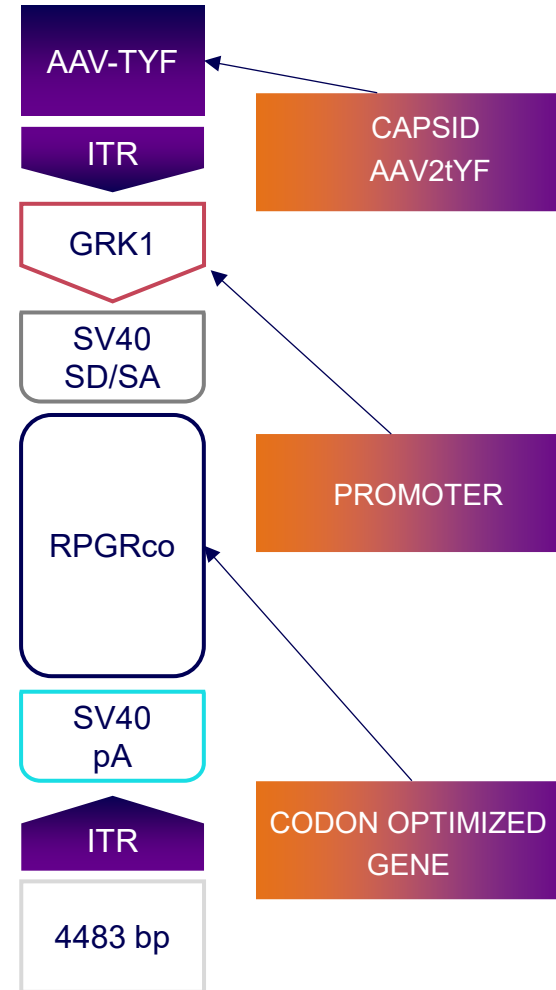 AAV-TYF
ITR
GRK1
SV40
SD/SA
RPGRco
SV40
pA
ITR
4483 bp
CAPSID
AAV2tYF
PROMOTER
CODON OPTIMIZED
GENE